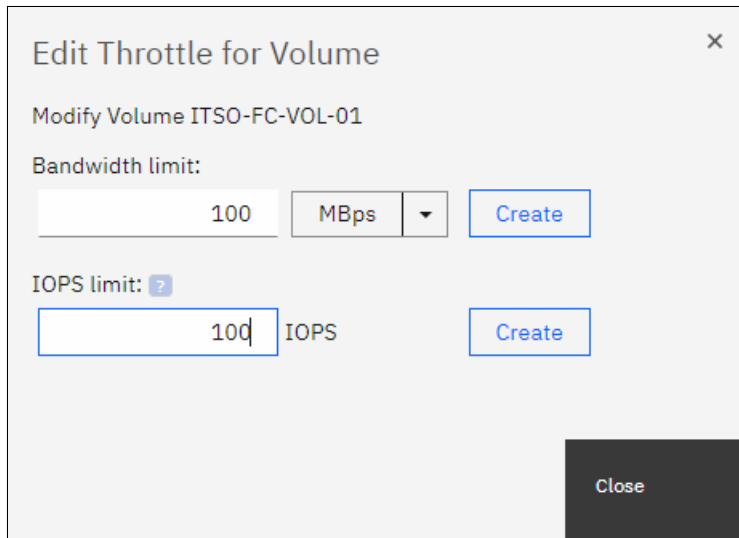 Edit Throttle for Volume
Modify Volume ITSO-FC-VOL-01
Bandwidth limit:
100 MBps Create
IOPS limit: ?
100 IOPS Create
Close